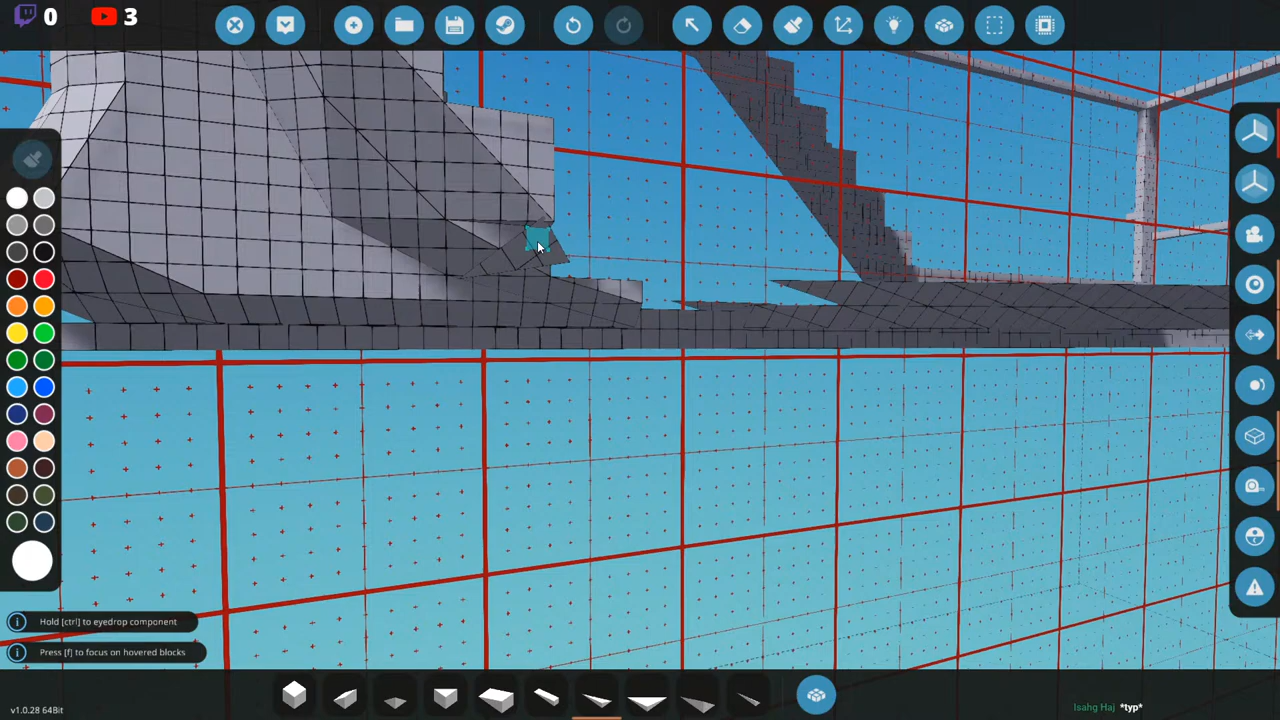 0
3
Hold [ctrl] to eyedrop component
Press [f] to focus on hovered blocks
v1.0.28 64Bit
Isahg Haj *typ*